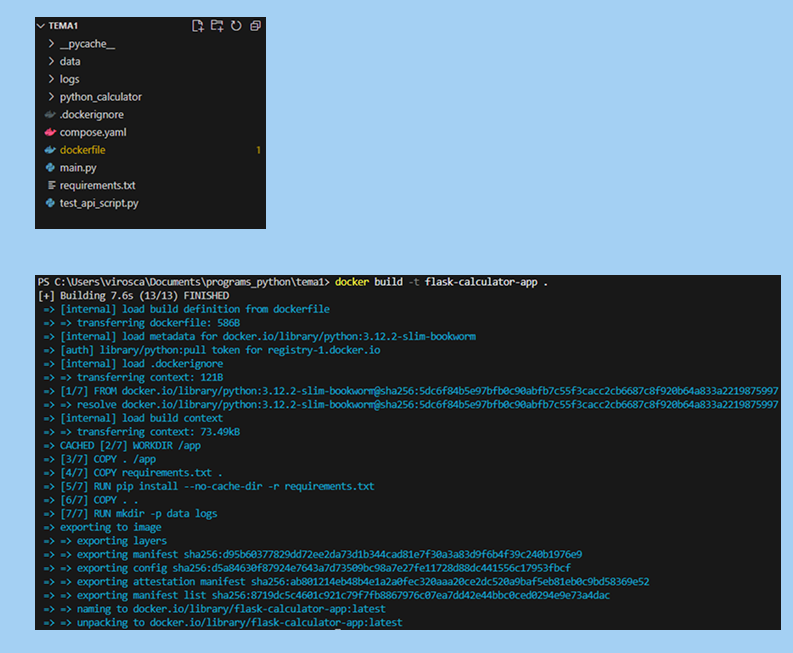 TEMA1
__pycache__
data
logs
python_calculator
.dockerignore
compose.yaml
dockerfile 1
main.py
requirements.txt
test_api_script.py
PS C:\Users\virosca\Documents\programs_python\tema1> docker build -t flask-calculator-app .
[+] Building 7.6s (13/13) FINISHED
=> [internal] load build definition from dockerfile
=> => transferring dockerfile: 586B
=> [internal] load metadata for docker.io/library/python:3.12.2-slim-bookworm
=> [auth] library/python:pull token for registry-1.docker.io
=> [internal] load .dockerignore
=> => transferring context: 121B
=> [1/7] FROM docker.io/library/python:3.12.2-slim-bookworm@sha256:5dc6f84b5e97bfb0c90abfb7c55f3cacc2cb6687c8f920b64a833a2219875997
=> => resolve docker.io/library/python:3.12.2-slim-bookworm@sha256:5dc6f84b5e97bfb0c90abfb7c55f3cacc2cb6687c8f920b64a833a2219875997
=> [internal] load build context
=> => transferring context: 73.49kB
=> CACHED [2/7] WORKDIR /app
=> [3/7] COPY . /app
=> [4/7] COPY requirements.txt .
=> [5/7] RUN pip install --no-cache-dir -r requirements.txt
=> [6/7] COPY . .
=> [7/7] RUN mkdir -p data logs
=> exporting to image
=> => exporting layers
=> => exporting manifest sha256:d95b60377829dd72ee2da73d1b344cad81e7f30a3a83d9f6b4f39c240b1976e9
=> => exporting config sha256:d5a84630f87924e7643a7d73509bc98a7e27fe11728d88dc441556c17953fbcf
=> => exporting attestation manifest sha256:ab801214eb48b4e1a2a0fec320aaa20ce2dc520a9baf5eb81eb0c9bd58369e52
=> => exporting manifest list sha256:8719dc5c4601c921c79f7fb8867976c07ea7dd42e44bbc0ced0294e9e73a4dac
=> => naming to docker.io/library/flask-calculator-app:latest
=> => unpacking to docker.io/library/flask-calculator-app:latest